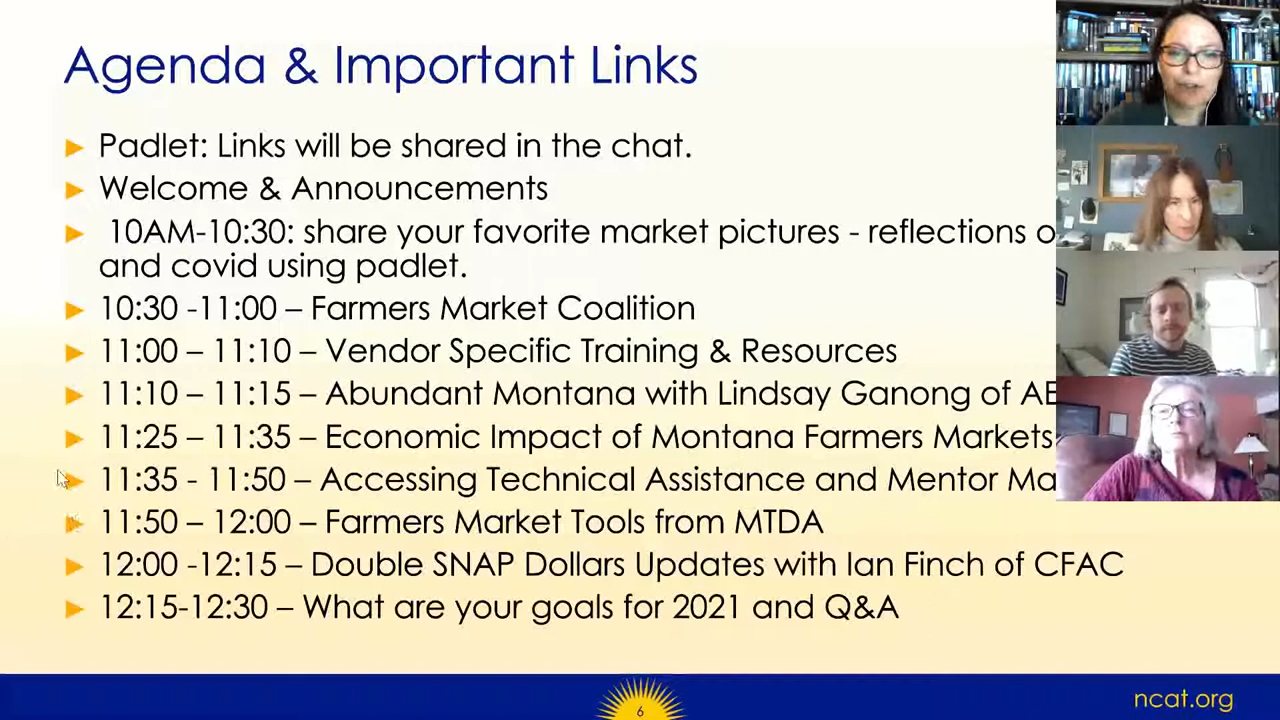 Agenda & Important Links
Padlet: Links will be shared in the chat.
Welcome & Announcements
10AM-10:30: share your favorite market pictures - reflections
and covid using padlet.
10:30 -11:00 – Farmers Market Coalition
11:00 – 11:10 – Vendor Specific Training & Resources
11:10 – 11:15 – Abundant Montana with Lindsay Ganong of
11:25 – 11:35 – Economic Impact of Montana Farmers Markets
11:35 - 11:50 – Accessing Technical Assistance and Mentor
11:50 – 12:00 – Farmers Market Tools from MTDA
12:00 -12:15 – Double SNAP Dollars Updates with Ian Finch of CFAC
12:15-12:30 – What are your goals for 2021 and Q&A
6
ncat.org